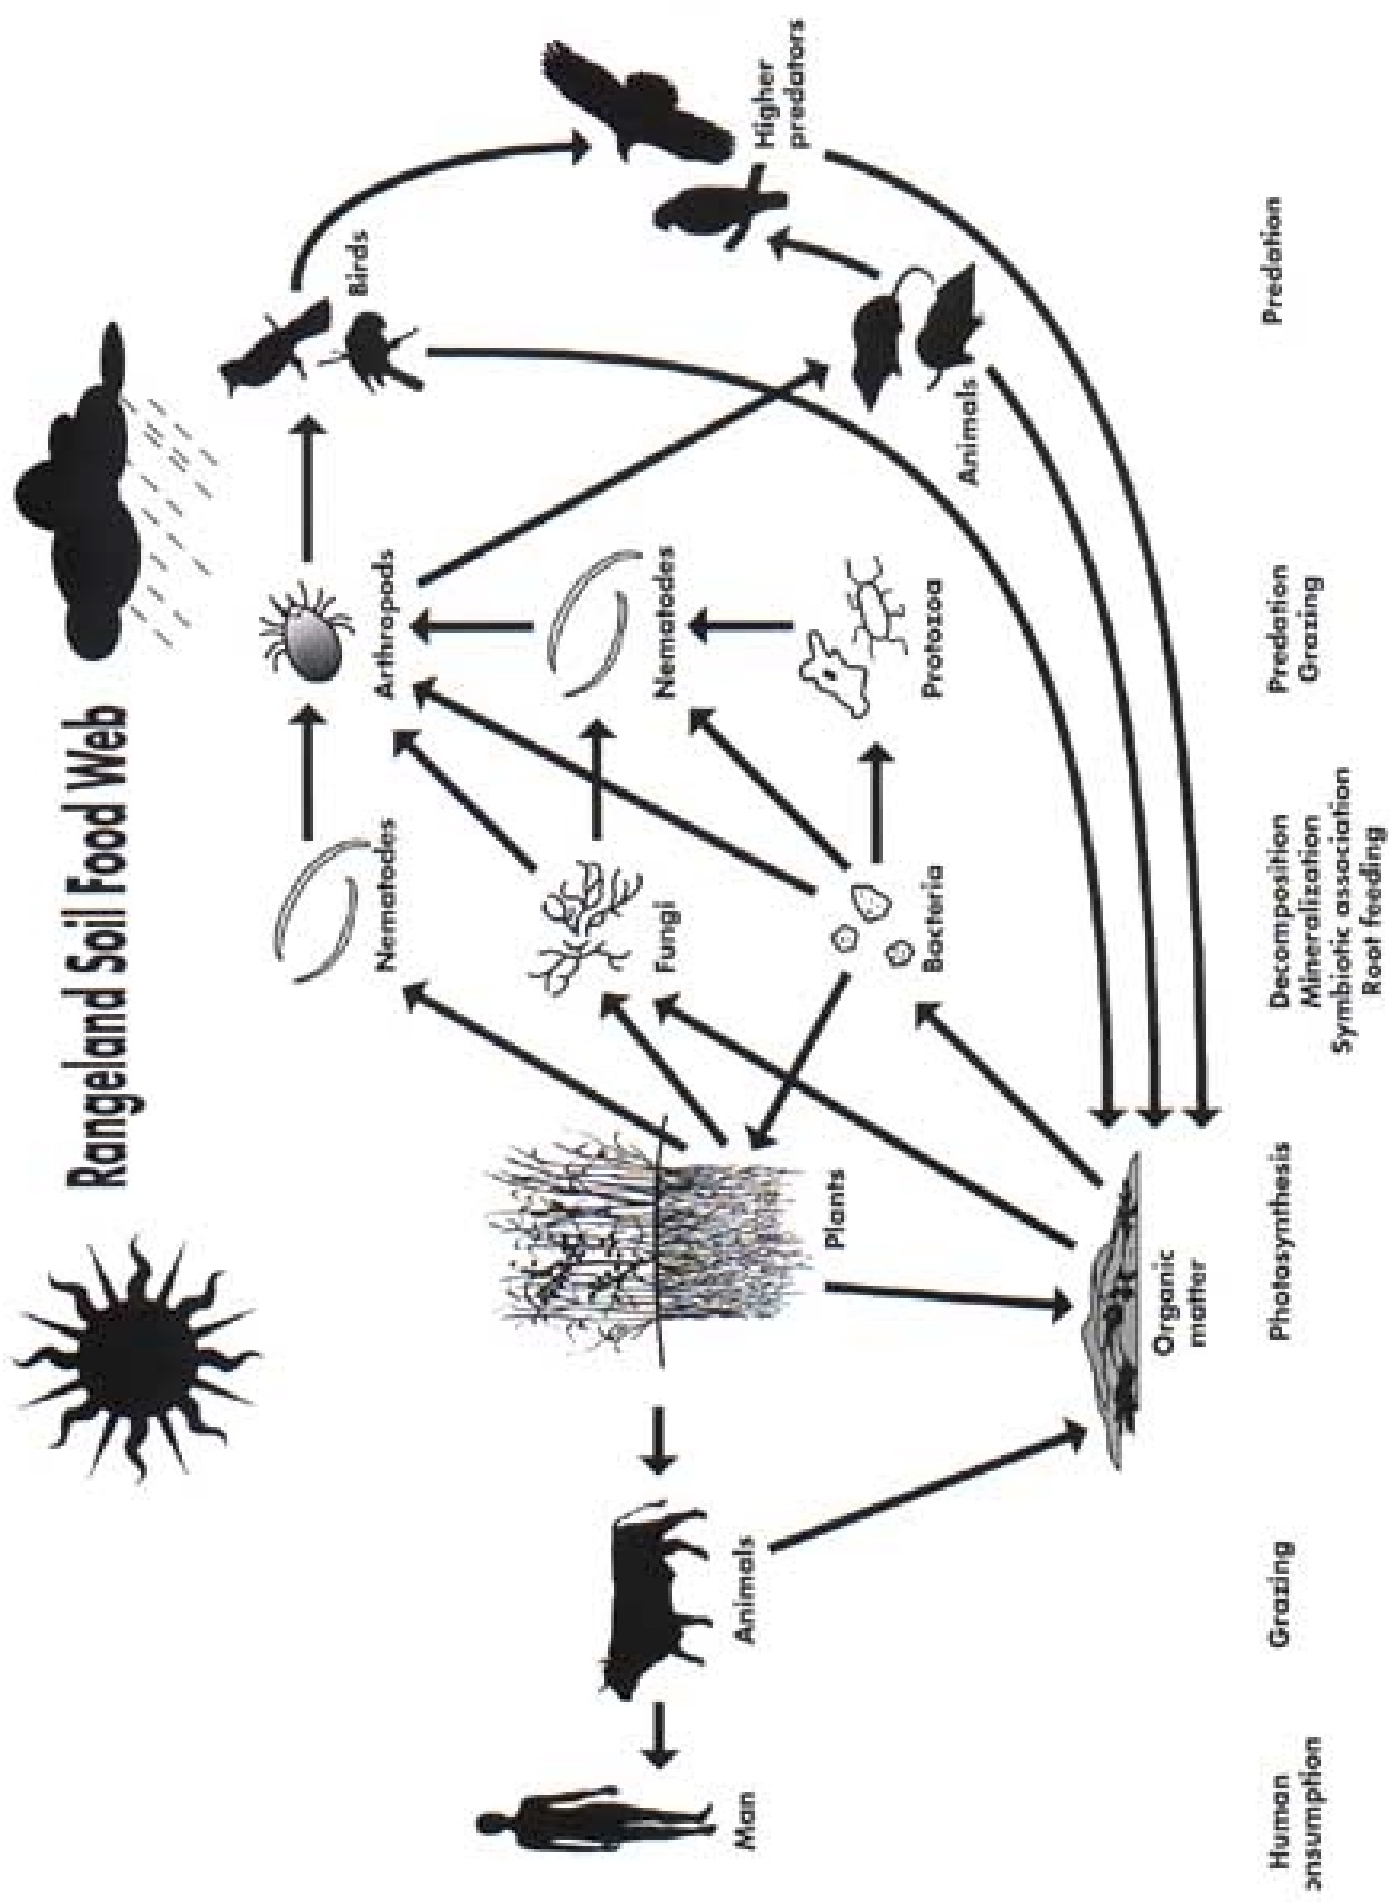 Rangeland Soil Food Web
Birds
Nematodes
Arthropods
Fungi
Nematodes
Man
Animals
Higher
predators
Plants
Bacteria
Protozoa
Animals
Organic
matter
Human
onsumption
Grazing
Photosynthesis
Decomposition
Mineralization
Symbiotic association
Root feeding
Predation
Grazing
Predation